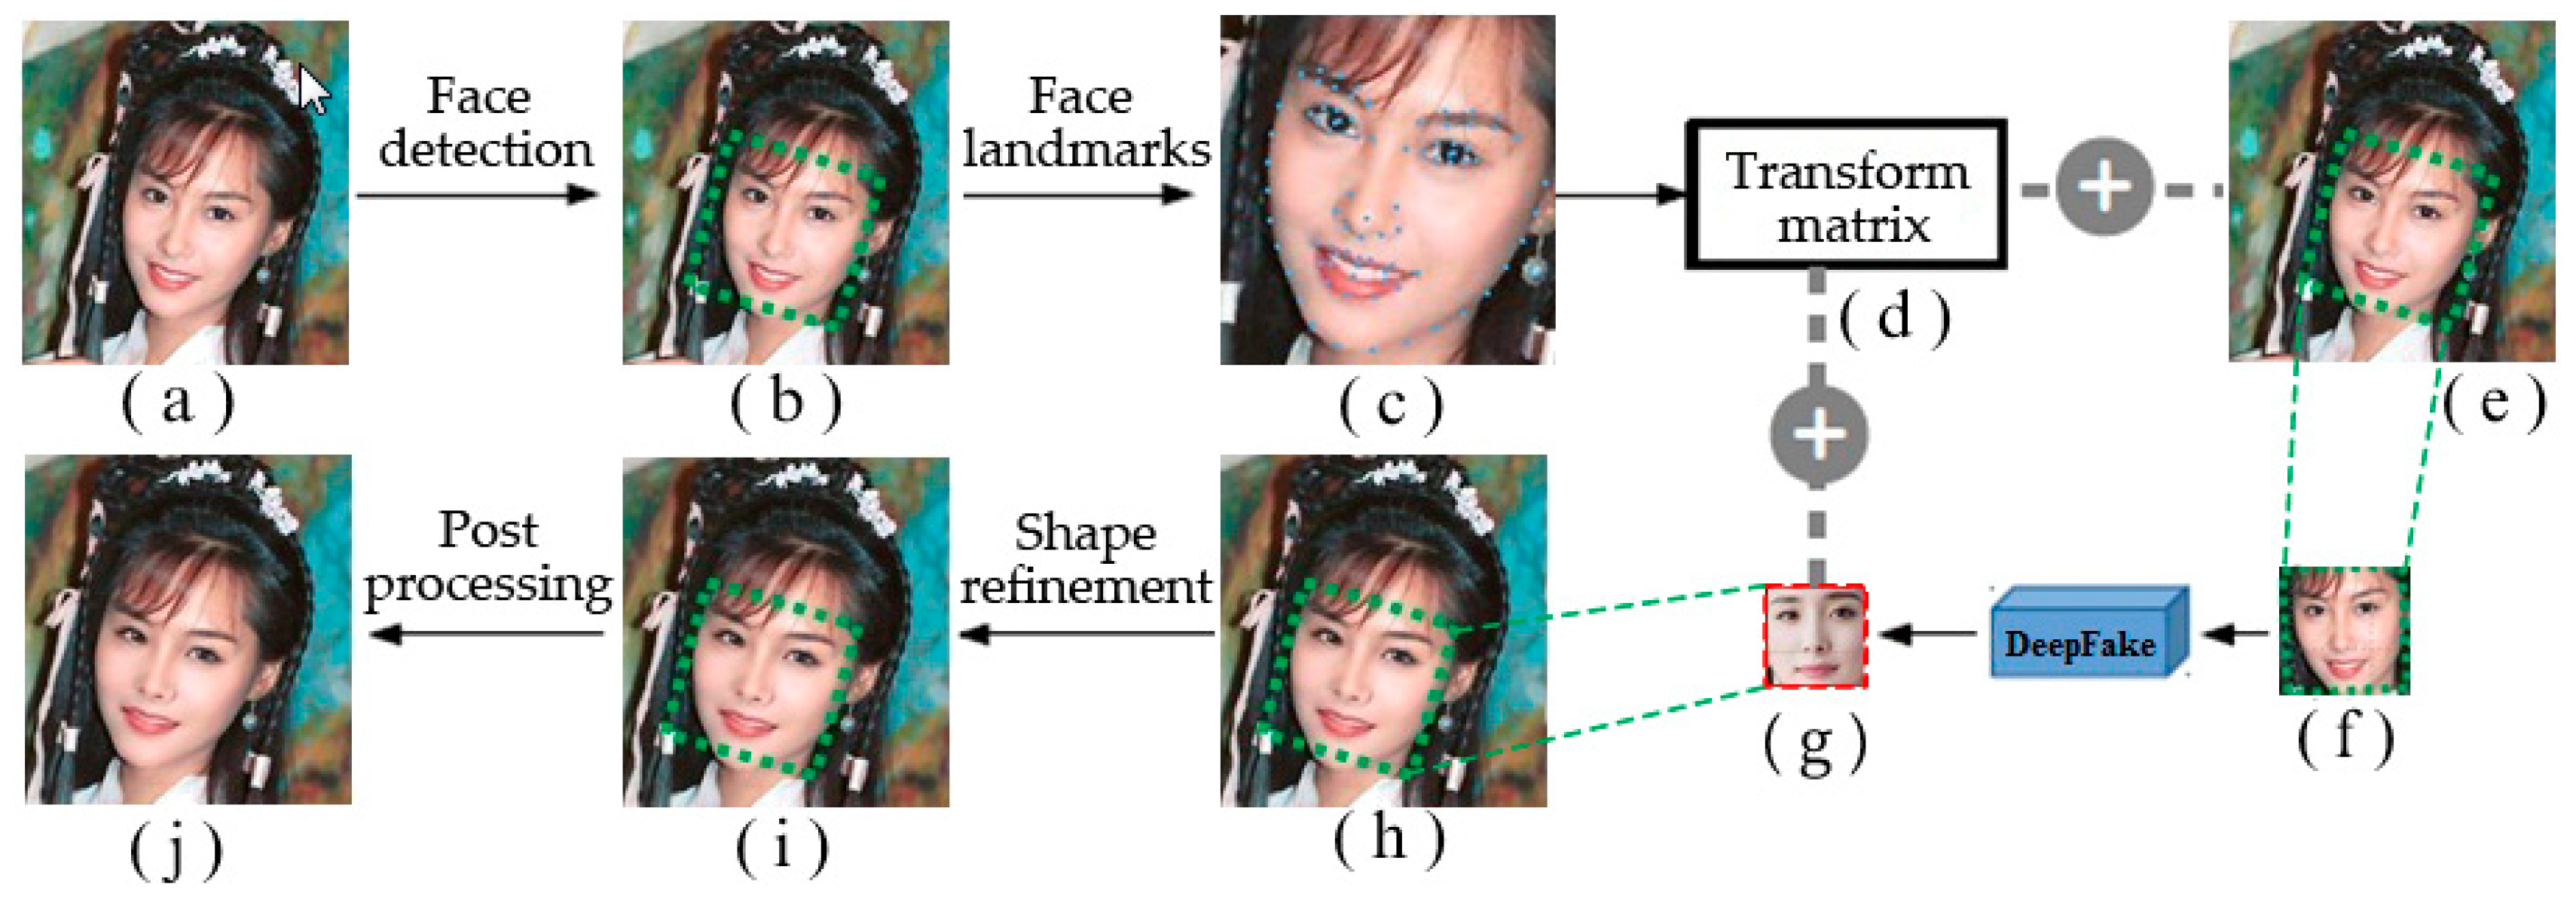 Face
detection
Face
landmarks
Transform
matrix
( a )
( b )
( c )
( d )
( e )
Post
processing
Shape
refinement
DeepFake
( j )
( i )
( h )
( g )
( f )